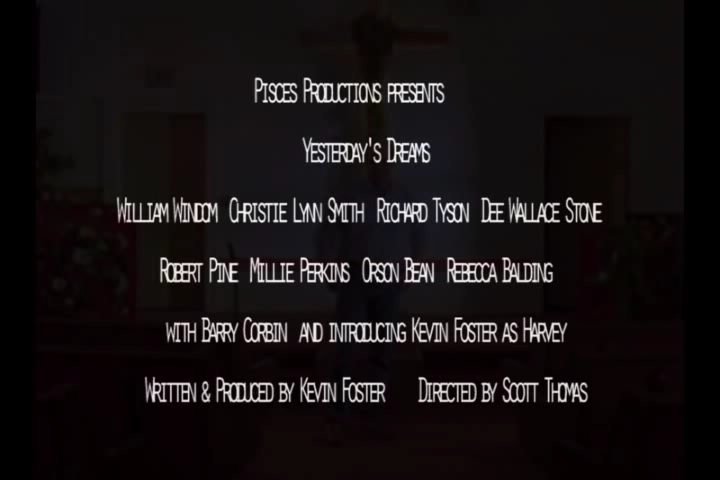 Pisces Productions presents
Yesterday's Dreams
William Windom Christie Lynn Smith Richard Tyson Dee Wallace Stone
Robert Pine Millie Perkins Orson Bean Rebecca Balding
with Barry Corbin and introducing Kevin Foster as Harvey
Written & Produced by Kevin Foster Directed by Scott Thomas